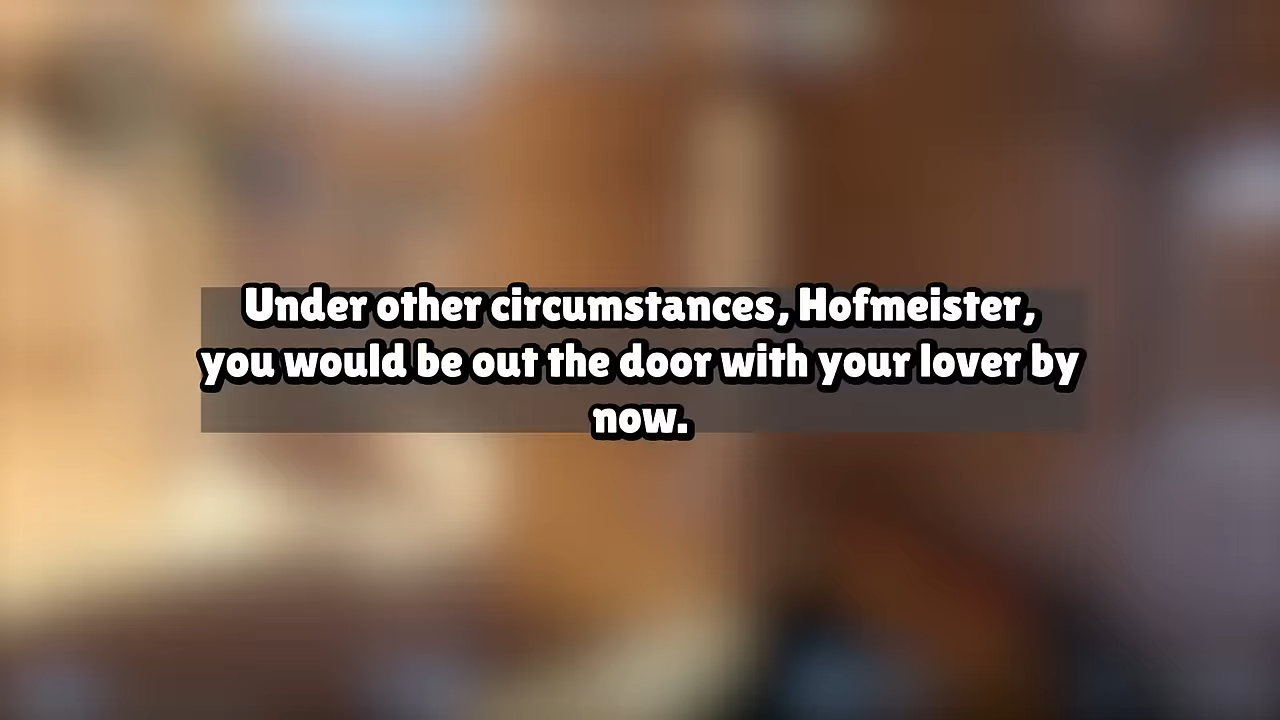 Under other circumstances, Hofmeister,
you would be out the door with your lover by
now.